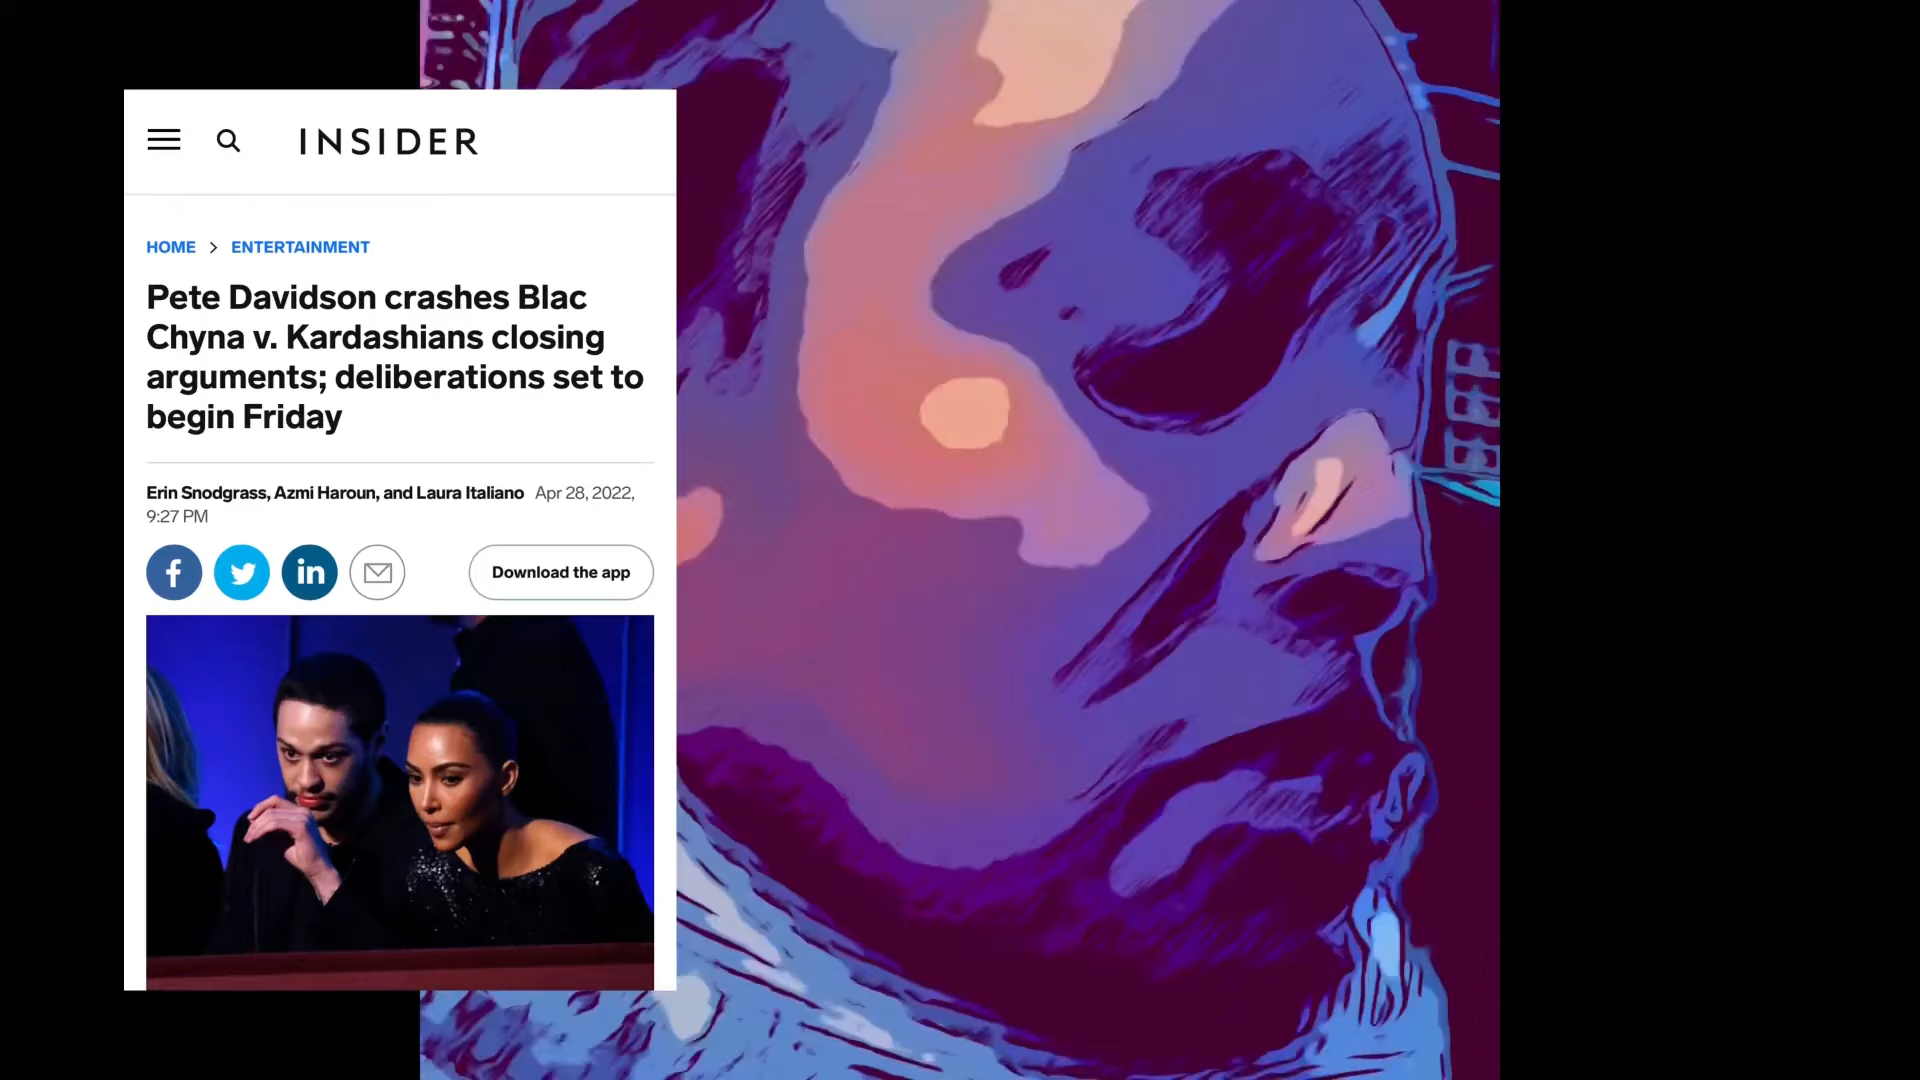 INSIDER
HOME > ENTERTAINMENT
Pete Davidson crashes Blac
Chyna v. Kardashians closing
arguments; deliberations set to
begin Friday
Erin Snodgrass, Azmi Haroun, and Laura Italiano Apr 28, 2022,
9:27 PM
f in Download the app